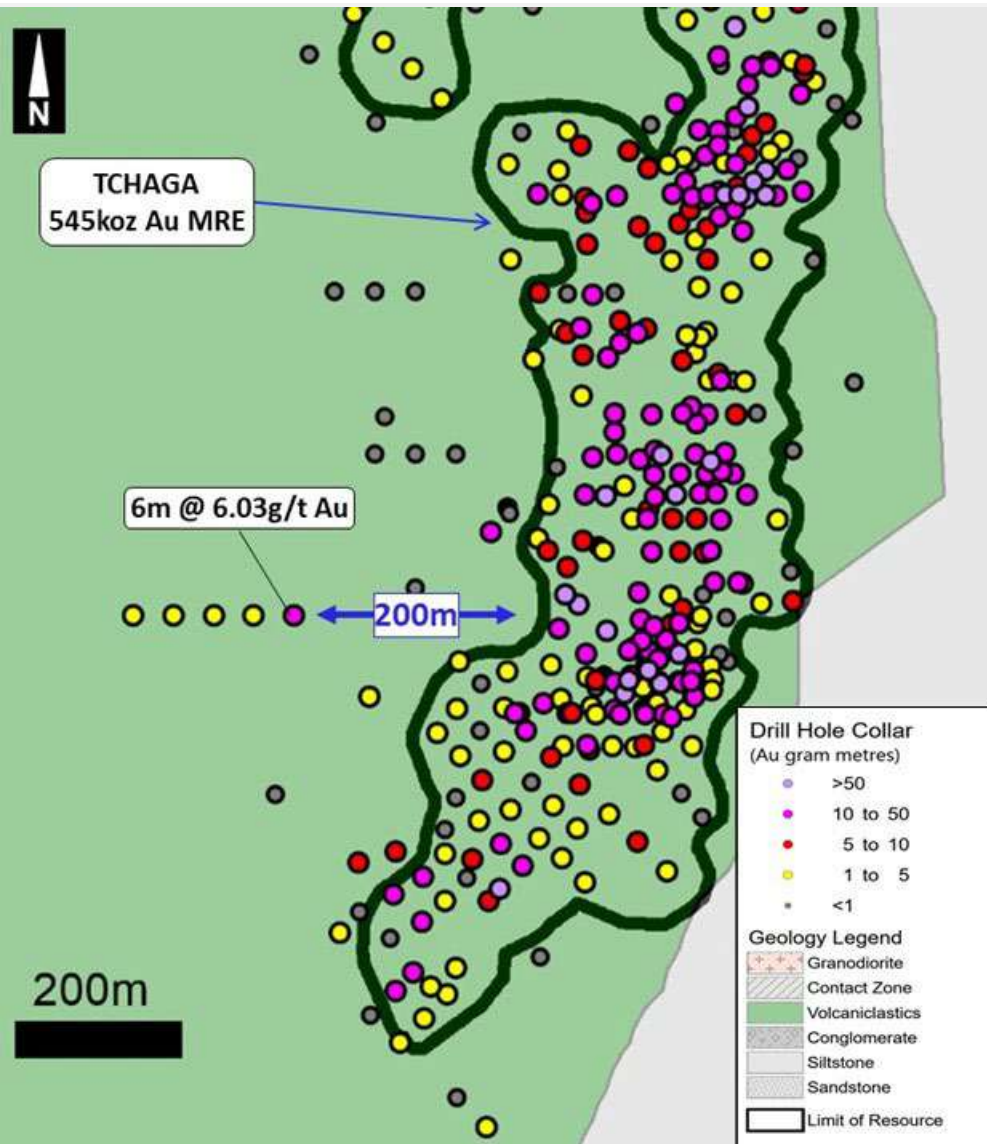 N
TCHAGA
545koz Au MRE
6m @ 6.03g/t Au
200m
200m
Drill Hole Collar
(Au gram metres)
>50
10 to 50
5 to 10
1 to 5
<1
Geology Legend
Granodiorite
Contact Zone
Volcaniclastics
Conglomerate
Siltstone
Sandstone
Limit of Resource